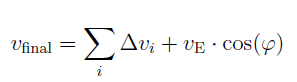 v_final = ∑_i Δv_i + v_E · cos(φ)